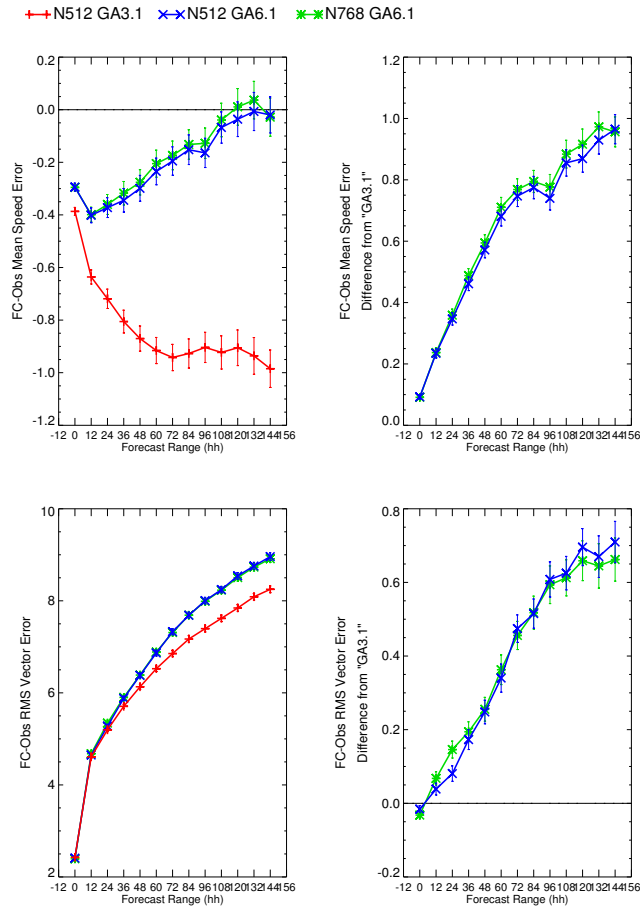 N512 GA3.1 N512 GA6.1 N768 GA6.1
0.2
0.0
-0.2
-0.4
-0.6
-0.8
-1.0
-1.2
FC-Obs Mean Speed Error
-12 0 12 24 36 48 60 72 84 96 108 120 132 144 156
Forecast Range (hh)
1.2
1.0
0.8
0.6
0.4
0.2
0.0
FC-Obs Mean Speed Error
Difference from "GA3.1"
-12 0 12 24 36 48 60 72 84 96 108 120 132 144 156
Forecast Range (hh)
10
8
6
4
2
FC-Obs RMS Vector Error
-12 0 12 24 36 48 60 72 84 96 108 120 132 144 156
Forecast Range (hh)
0.8
0.6
0.4
0.2
0.0
-0.2
FC-Obs RMS Vector Error
Difference from "GA3.1"
-12 0 12 24 36 48 60 72 84 96 108 120 132 144 156
Forecast Range (hh)